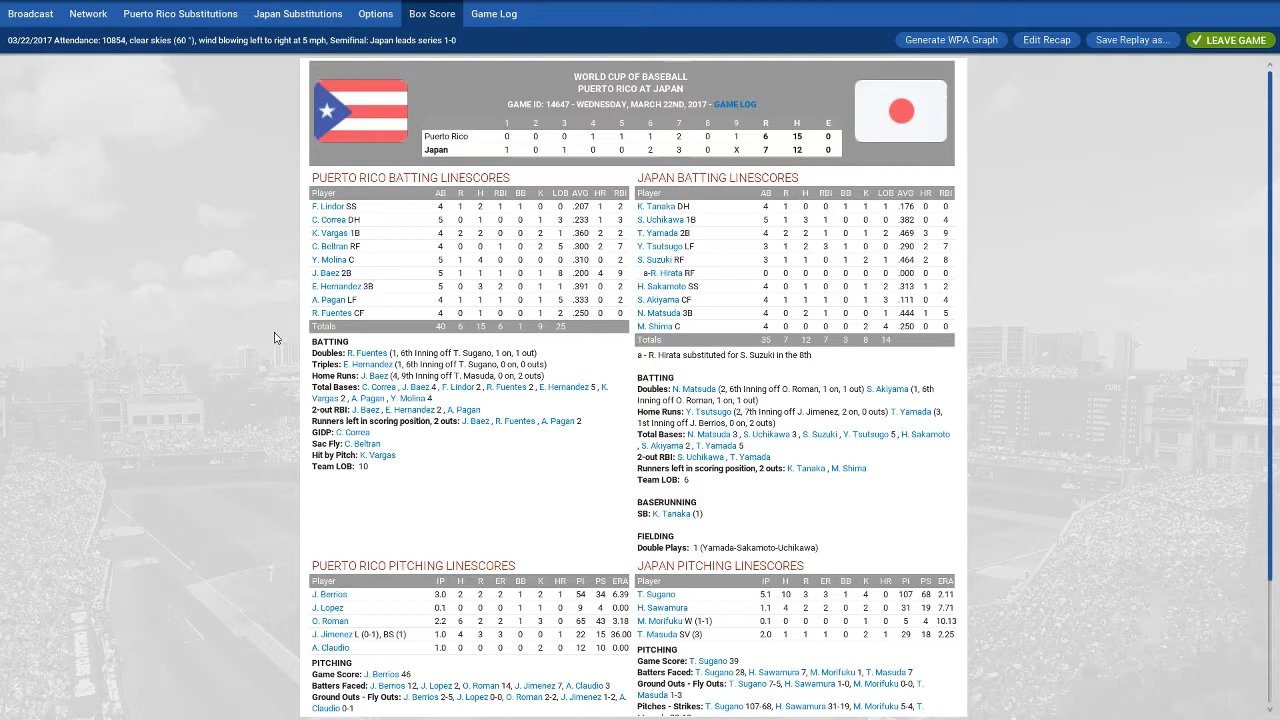 Broadcast Network Puerto Rico Substitutions Japan Substitutions Options Box Score Game Log
03/22/2017 Attendance: 10854, clear skies (60 °), wind blowing left to right at 5 mph, Semifinal: Japan leads series 1-0 Generate WPA Graph Edit Recap Save Replay as... ✓ LEAVE GAME
WORLD CUP OF BASEBALL
PUERTO RICO AT JAPAN
GAME ID: 14647 - WEDNESDAY, MARCH 22ND, 2017 - GAME LOG
1 2 3 4 5 6 7 8 9 R H E
Puerto Rico 0 0 0 1 1 1 2 0 1 6 15 0
Japan 1 0 1 0 0 2 3 0 X 7 12 0
PUERTO RICO BATTING LINESCORES
Player AB R H RBI BB K LOB AVG HR RBI
F. Lindor SS 4 1 2 1 1 0 0 .207 1 2
C. Correa DH 5 0 1 0 0 1 3 .233 1 3
K. Vargas 1B 4 2 2 0 0 2 1 .360 2 2
C. Beltran RF 4 0 0 1 0 2 5 .300 2 7
Y. Molina C 5 1 4 0 0 0 0 .310 0 2
J. Baez 2B 5 1 1 1 0 1 8 .200 4 9
E. Hernandez 3B 5 0 3 2 0 1 1 .391 0 2
A. Pagan LF 4 1 1 1 0 1 5 .333 0 2
R. Fuentes CF 4 0 1 0 0 1 2 .250 0 0
Totals 40 6 15 6 1 9 25
BATTING
Doubles: R. Fuentes (1, 6th Inning off T. Sugano, 1 on, 1 out)
Triples: E. Hernandez (1, 6th Inning off T. Sugano, 0 on, 0 outs)
Home Runs: J. Baez (4, 9th Inning off T. Masuda, 0 on, 2 outs)
Total Bases: C. Correa , J. Baez 4 , F. Lindor 2 , R. Fuentes 2 , E. Hernandez 5 , K.
Vargas 2 , A. Pagan , Y. Molina 4
2-out RBI: J. Baez , E. Hernandez 2 , A. Pagan
Runners left in scoring position, 2 outs: J. Baez , R. Fuentes , A. Pagan 2
GIDP: C. Correa
Sac Fly: C. Beltran
Hit by Pitch: K. Vargas
Team LOB: 10
JAPAN BATTING LINESCORES
Player AB R H RBI BB K LOB AVG HR RBI
K. Tanaka DH 4 1 0 0 1 1 1 .176 0 0
S. Uchikawa 1B 5 1 3 1 0 0 0 .382 0 4
T. Yamada 2B 4 2 2 1 0 1 2 .469 3 9
Y. Tsutsugo LF 3 1 2 3 1 0 0 .290 2 7
S. Suzuki RF 3 1 1 0 1 2 1 .464 2 8
a-R. Hirata RF 0 0 0 0 0 0 0 .000 0 0
H. Sakamoto SS 4 0 1 0 0 1 2 .313 1 2
S. Akiyama CF 4 1 1 1 0 1 3 .111 0 4
N. Matsuda 3B 4 0 2 1 0 0 1 .444 1 5
M. Shima C 4 0 0 0 0 2 4 .250 0 0
Totals 35 7 12 7 3 8 14
a - R. Hirata substituted for S. Suzuki in the 8th
BATTING
Doubles: N. Matsuda (2, 6th Inning off O. Roman, 1 on, 1 out) S. Akiyama (1, 6th
Inning off O. Roman, 1 on, 1 out)
Home Runs: Y. Tsutsugo (2, 7th Inning off J. Jimenez, 2 on, 0 outs) T. Yamada (3,
1st Inning off J. Berrios, 0 on, 2 outs)
Total Bases: N. Matsuda 3 , S. Uchikawa 3 , S. Suzuki , Y. Tsutsugo 5 , H. Sakamoto
, S. Akiyama 2 , T. Yamada 5
2-out RBI: S. Uchikawa , T. Yamada
Runners left in scoring position, 2 outs: K. Tanaka , M. Shima
Team LOB: 6
BASERUNNING
SB: K. Tanaka (1)
FIELDING
Double Plays: 1 (Yamada-Sakamoto-Uchikawa)
PUERTO RICO PITCHING LINESCORES
Player IP H R ER BB K HR PI PS ERA
J. Berrios 3.0 2 2 2 1 2 1 54 34 6.39
J. Lopez 0.1 0 0 0 1 1 0 9 4 0.00
O. Roman 2.2 6 2 2 1 3 0 65 43 3.18
J. Jimenez L (0-1), BS (1) 1.0 4 3 3 0 0 1 22 15 36.00
A. Claudio 1.0 0 0 0 0 2 0 12 10 0.00
PITCHING
Game Score: J. Berrios 46
Batters Faced: J. Berrios 12, J. Lopez 2, O. Roman 14, J. Jimenez 7, A. Claudio 3
Ground Outs - Fly Outs: J. Berrios 2-5, J. Lopez 0-0, O. Roman 2-2, J. Jimenez 1-2, A.
Claudio 0-1
JAPAN PITCHING LINESCORES
Player IP H R ER BB K HR PI PS ERA
T. Sugano 5.1 10 3 3 1 4 0 107 68 2.11
H. Sawamura 1.1 4 2 2 0 2 0 31 19 7.71
M. Morifuku W (1-1) 0.1 0 0 0 0 1 0 5 4 10.13
T. Masuda SV (3) 2.0 1 1 1 0 2 1 29 18 2.25
PITCHING
Game Score: T. Sugano 39
Batters Faced: T. Sugano 28, H. Sawamura 7, M. Morifuku 1, T. Masuda 7
Ground Outs - Fly Outs: T. Sugano 7-5, H. Sawamura 1-0, M. Morifuku 0-0, T.
Masuda 1-3
Pitches - Strikes: T. Sugano 107-68, H. Sawamura 31-19, M. Morifuku 5-4, T.